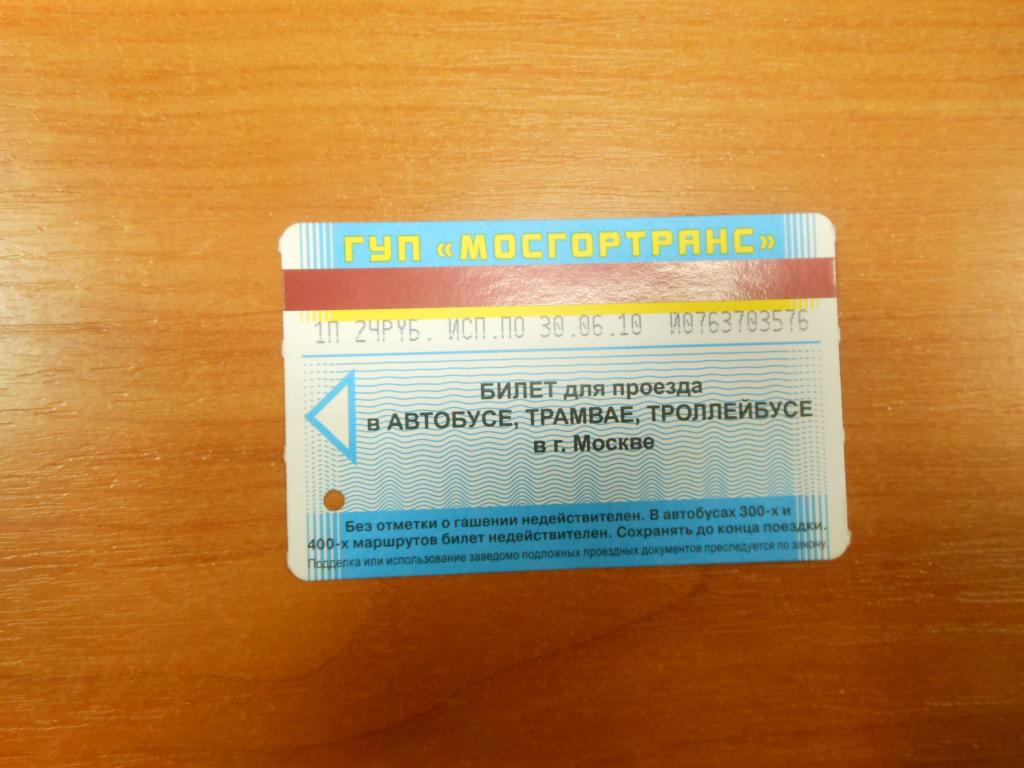 ГУП «МОСГОРТРАНС»
1П 24РУБ. ИСП.ПО 30.06.10 Й0763703576
БИЛЕТ для проезда
в АВТОБУСЕ, ТРАМВАЕ, ТРОЛЛЕЙБУСЕ
в г. Москве
Без отметки о гашении недействителен. В автобусах 300-х и
400-х маршрутов билет недействителен. Сохранять до конца поездки.
Подделка или использование заведомо подложных проездных документов преследуется по закону.